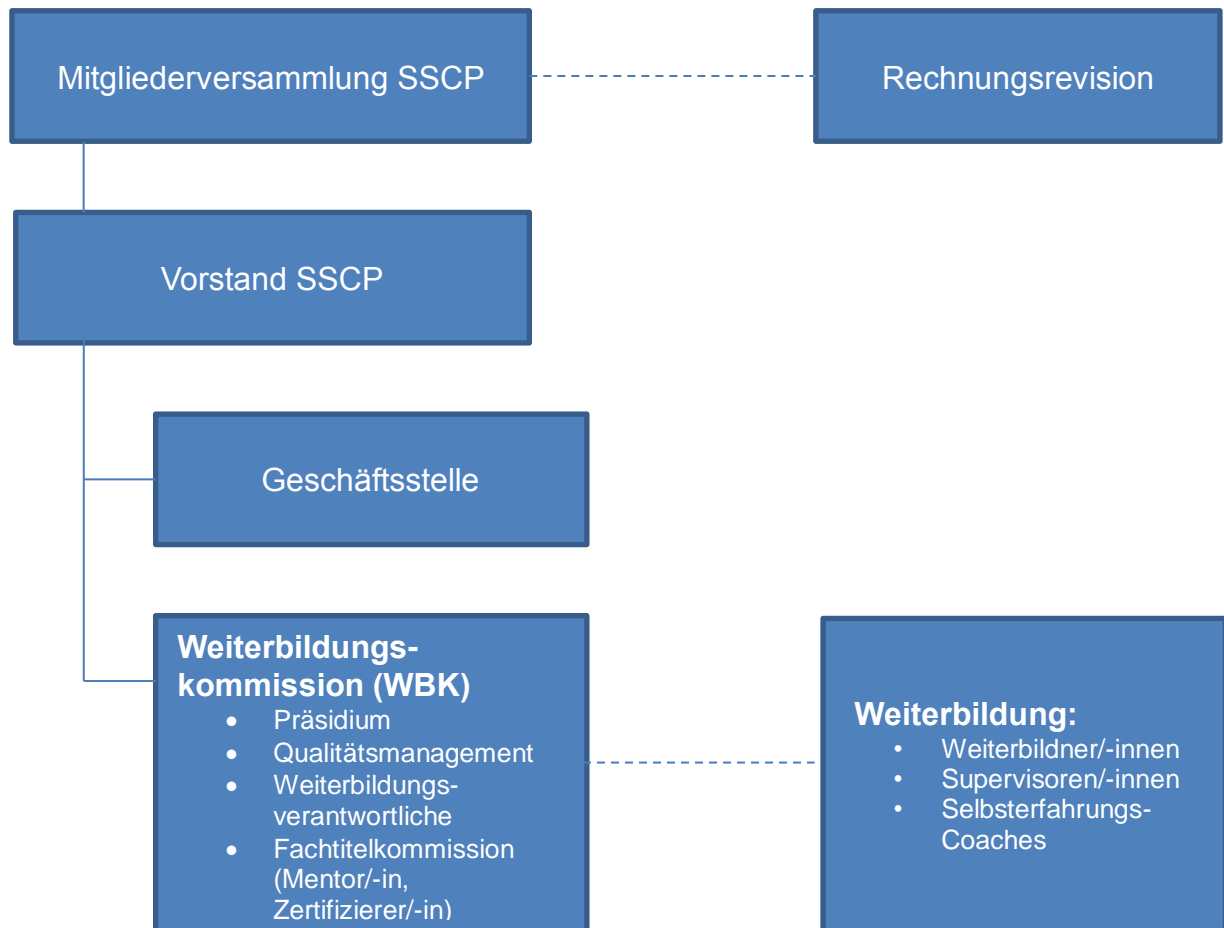 Mitgliederversammlung SSCP
Rechnungsrevision
Vorstand SSCP
Geschäftsstelle
Weiterbildungs-
kommission (WBK)
• Präsidium
• Qualitätsmanagement
• Weiterbildungs-
verantwortliche
• Fachtitelkommission
(Mentor/-in,
Zertifizierer/-in)
Weiterbildung:
• Weiterbildner/-innen
• Supervisoren/-innen
• Selbsterfahrungs-
Coaches